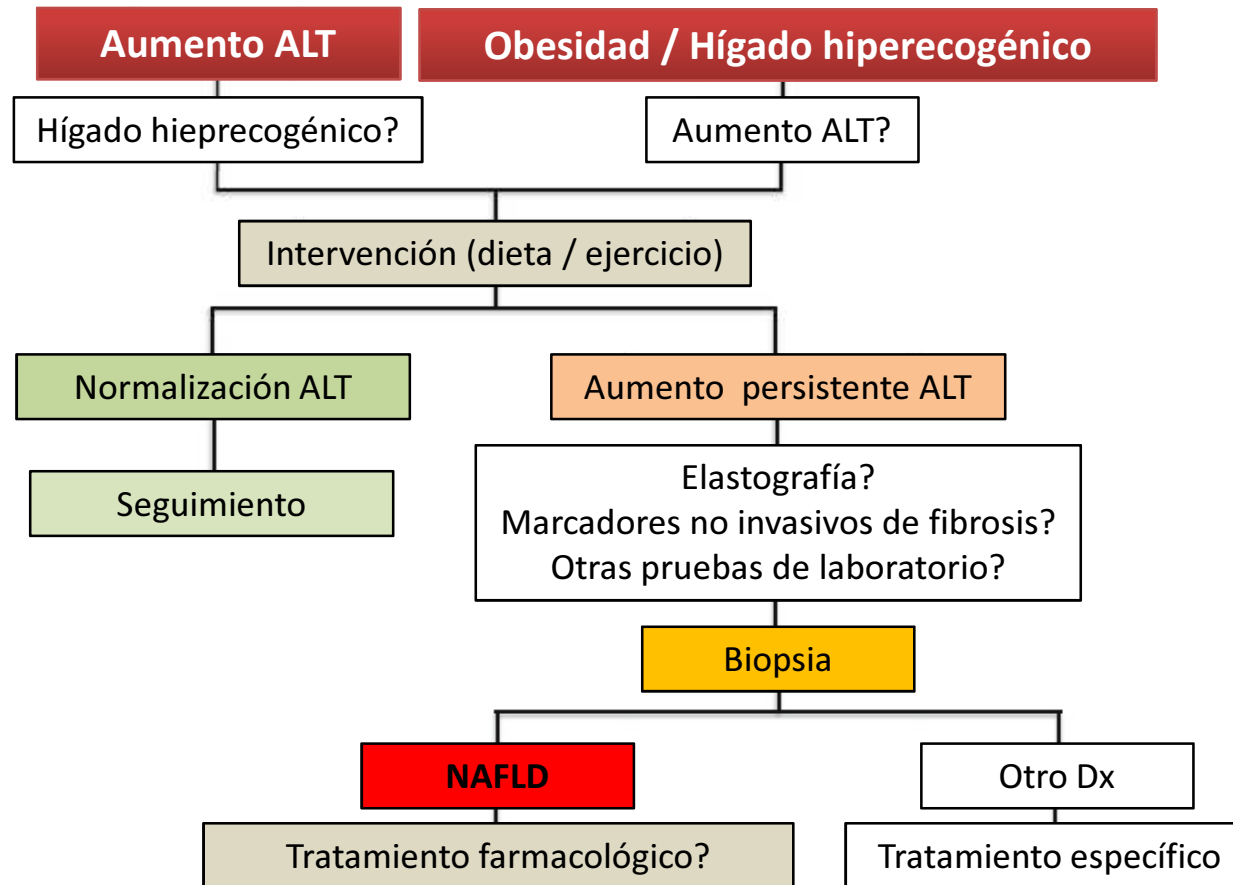 Aumento ALT
Obesidad / Hígado hiperecogénico
Hígado hieprecogénico?
Aumento ALT?
Intervención (dieta / ejercicio)
Normalización ALT
Aumento persistente ALT
Seguimiento
Elastografía?
Marcadores no invasivos de fibrosis?
Otras pruebas de laboratorio?
Biopsia
NAFLD
Otro Dx
Tratamiento farmacológico?
Tratamiento específico